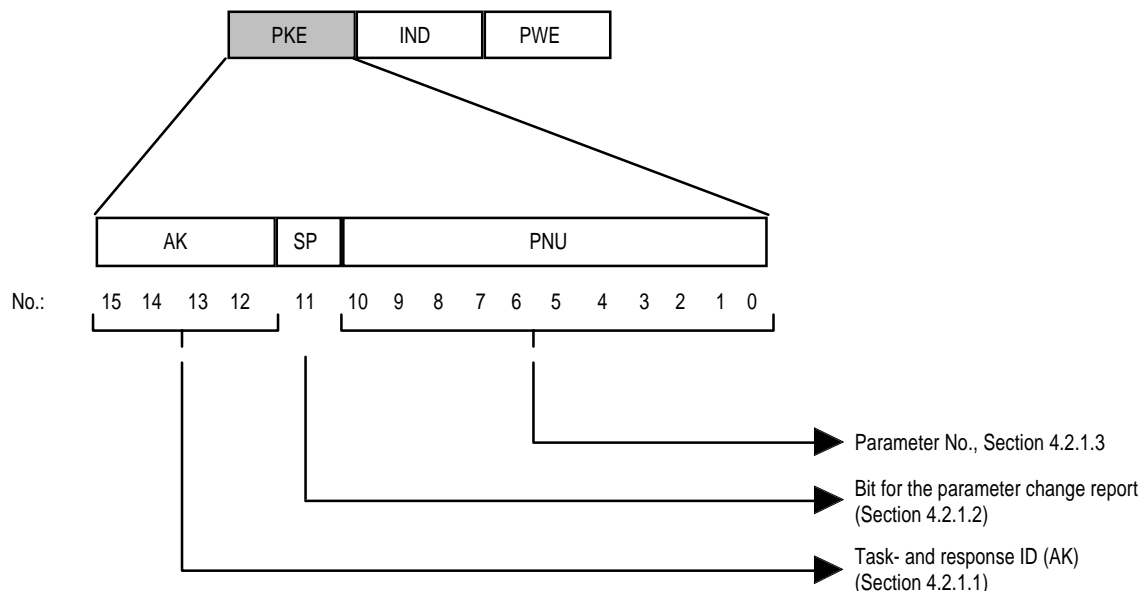 PKE IND PWE
AK SP PNU
No.: 15 14 13 12 11 10 9 8 7 6 5 4 3 2 1 0
Parameter No., Section 4.2.1.3
Bit for the parameter change report
(Section 4.2.1.2)
Task- and response ID (AK)
(Section 4.2.1.1)